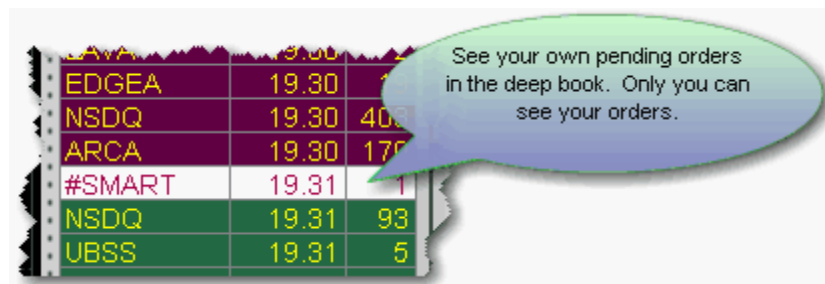 See your own pending orders
in the deep book.  Only you can
see your orders.
EDGEA 19.30
NSDQ 19.30
ARCA 19.30
#SMART 19.31 1
NSDQ 19.31 93
UBSS 19.31 5